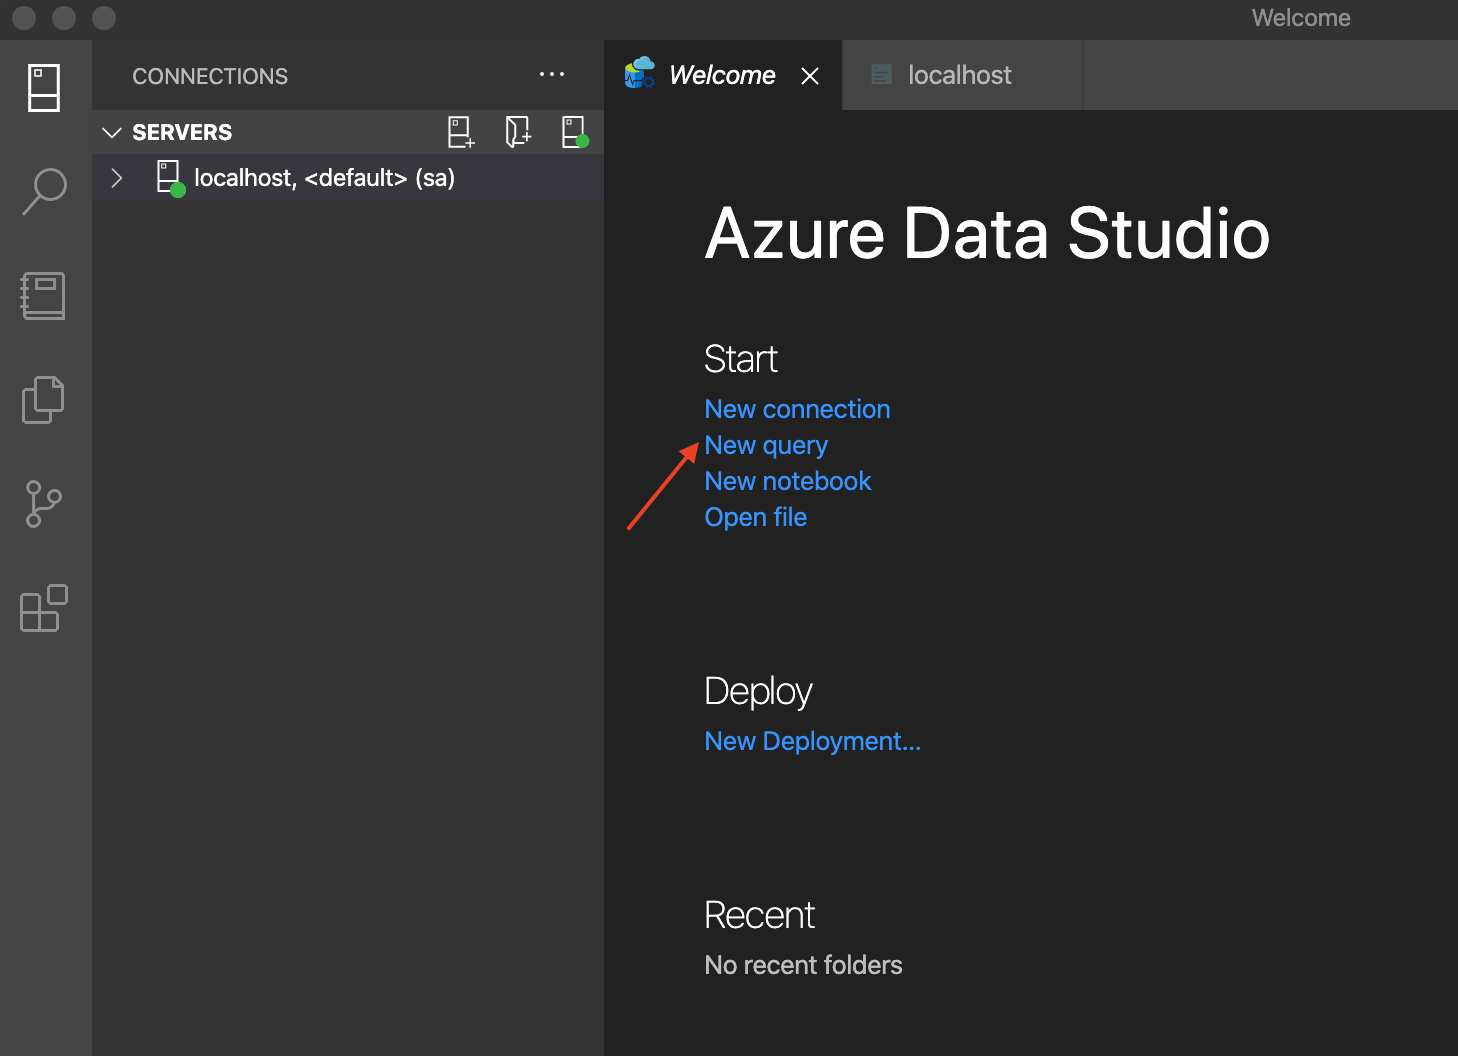 Welcome
CONNECTIONS
Welcome
localhost
SERVERS
localhost, <default> (sa)
Azure Data Studio
Start
New connection
New query
New notebook
Open file
Deploy
New Deployment...
Recent
No recent folders